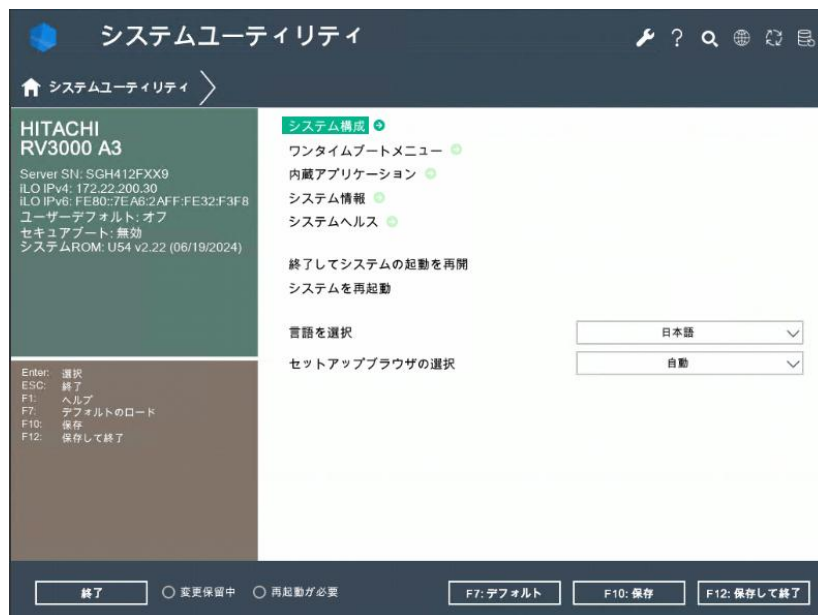 システムユーティリティ
?
システムユーティリティ
HITACHI
RV3000 A3
Server SN: SGH412FXX9
iLO IPv4: 172.22.200.30
iLO IPv6: FE80::7EA6:2AFF:FE32:F3F8
ユーザーデフォルト: オフ
セキュアブート: 無効
システムROM: U54 v2.22 (06/19/2024)
Enter: 選択
ESC: 終了
F1: ヘルプ
F7: デフォルトのロード
F10: 保存
F12: 保存して終了
システム構成
ワンタイムブートメニュー
内蔵アプリケーション
システム情報
システムヘルス
終了してシステムの起動を再開
システムを再起動
言語を選択 日本語
セットアップブラウザの選択 自動
終了 変更保留中 再起動が必要 F7: デフォルト F10: 保存 F12: 保存して終了